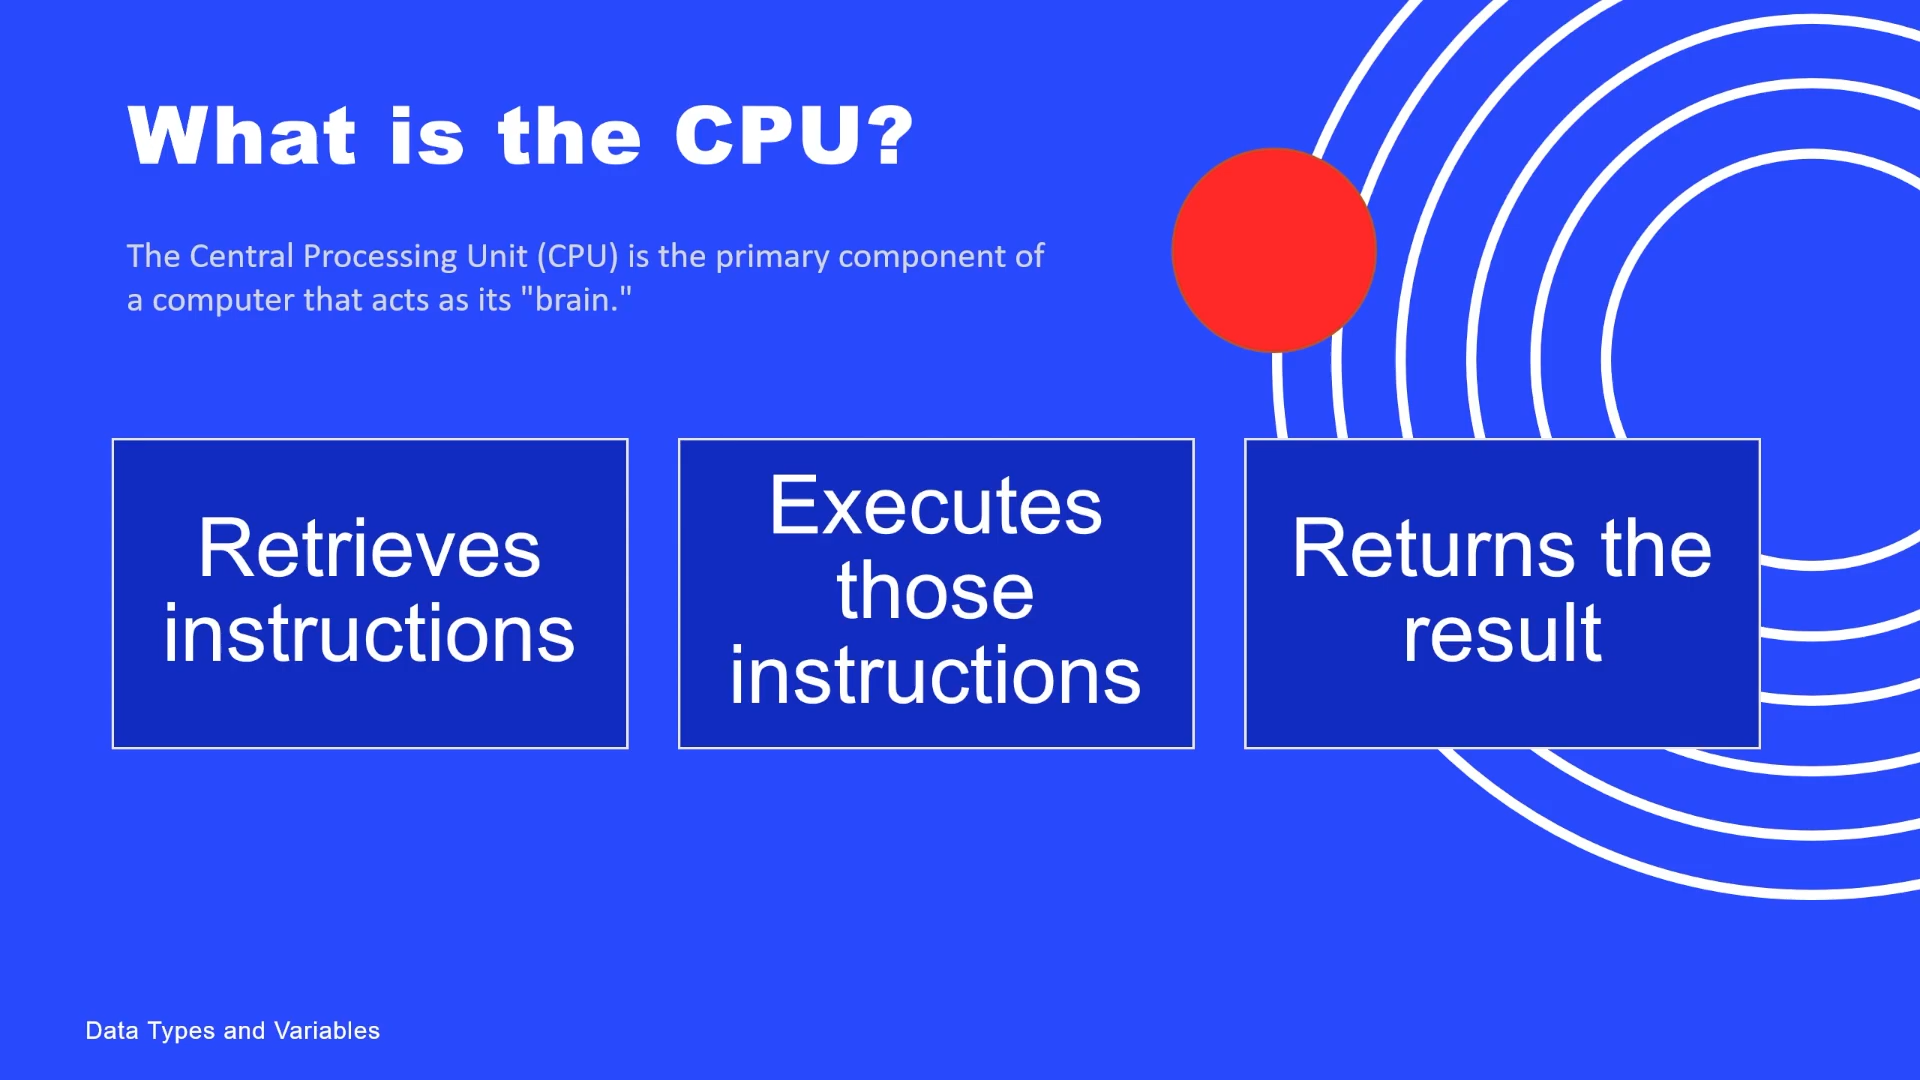 What is the CPU?
The Central Processing Unit (CPU) is the primary component of
a computer that acts as its "brain."
Retrieves
instructions
Executes
those
instructions
Returns the
result
Data Types and Variables